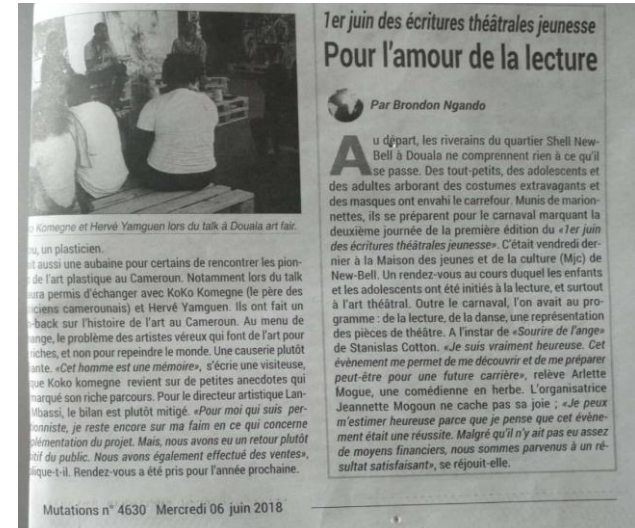 o Komegne et Hervé Yamguen lors du talk à Douala art fair.
ou, un plasticien.
it aussi une aubaine pour certains de rencontrer les pion-
de l'art plastique au Cameroun. Notamment lors du talk
aura permis d'échanger avec KoKo Komegne (le père des
iciens camerounais) et Hervé Yamguen. Ils ont fait un
-back sur l'histoire de l'art au Cameroun. Au menu de
ange, le problème des artistes véreux qui font de l'art pour
riches, et non pour repeindre le monde. Une causerie plutôt
ante. «Cet homme est une mémoire», s'écrie une visiteuse,
que Koko komegne revient sur de petites anecdotes qui
marqué son riche parcours. Pour le directeur artistique Lan-
Mbassi, le bilan est plutôt mitigé. «Pour moi qui suis per-
tionniste, je reste encore sur ma faim en ce qui concerne
plémentation du projet. Mais, nous avons eu un retour plutôt
itif du public. Nous avons également effectué des ventes»,
lique-t-il. Rendez-vous a été pris pour l'année prochaine.
1er juin des écritures théâtrales jeunesse
Pour l'amour de la lecture
Par Brondon Ngando
Au départ, les riverains du quartier Shell New-
Bell à Douala ne comprennent rien à ce qu'il
se passe. Des tout-petits, des adolescents et
des adultes arborant des costumes extravagants et
des masques ont envahi le carrefour. Munis de marion-
nettes, ils se préparent pour le carnaval marquant la
deuxième journée de la première édition du «1er juin
des écritures théâtrales jeunesse». C'était vendredi der-
nier à la Maison des jeunes et de la culture (Mjc) de
New-Bell. Un rendez-vous au cours duquel les enfants
et les adolescents ont été initiés à la lecture, et surtout
à l'art théâtral. Outre le carnaval, l'on avait au pro-
gramme : de la lecture, de la danse, une représentation
des pièces de théâtre. A l'instar de «Sourire de l'ange»
de Stanislas Cotton. «Je suis vraiment heureuse. Cet
évènement me permet de me découvrir et de me préparer
peut-être pour une future carrière», relève Arlette
Mogue, une comédienne en herbe. L'organisatrice
Jeannette Mogoun ne cache pas sa joie ; «Je peux
m'estimer heureuse parce que je pense que cet évène-
ment était une réussite. Malgré qu'il n'y ait pas eu assez
de moyens financiers, nous sommes parvenus à un ré-
sultat satisfaisant», se réjouit-elle.
Mutations n° 4630 Mercredi 06 juin 2018